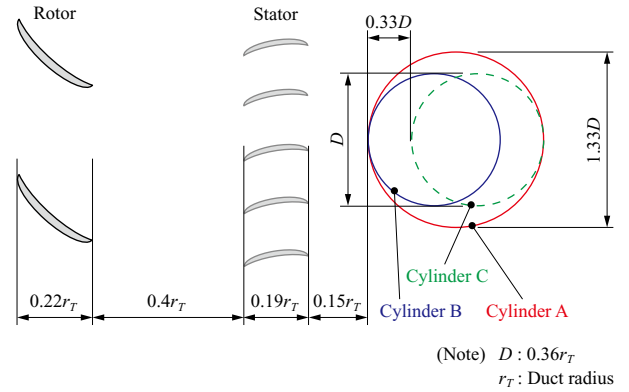 Rotor
Stator
0.33D
D
1.33D
Cylinder C
Cylinder B
Cylinder A
0.22r_T
0.4r_T
0.19r_T
0.15r_T
(Note) D : 0.36r_T
r_T : Duct radius